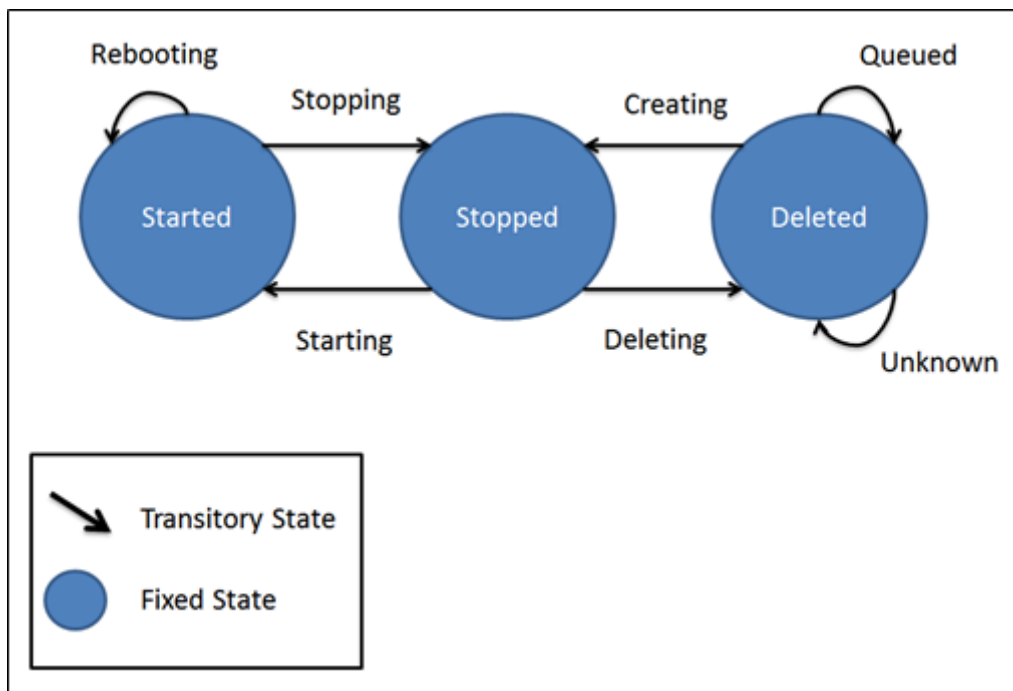 Rebooting
Queued
Stopping
Creating
Started
Stopped
Deleted
Starting
Deleting
Unknown
Transitory State
Fixed State